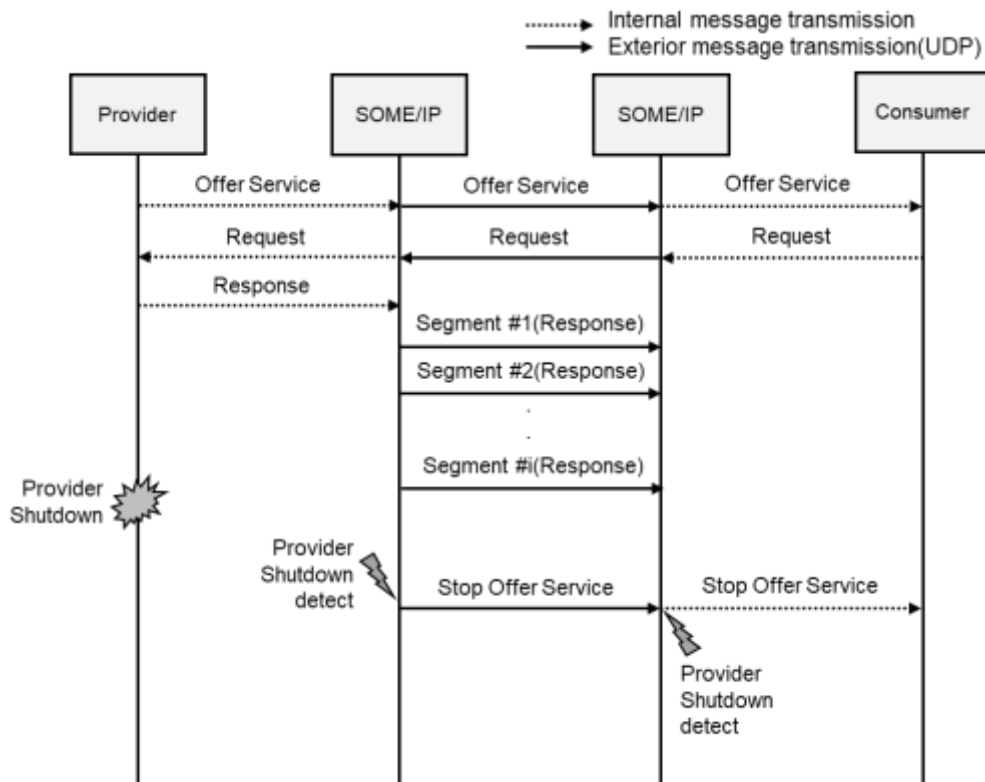 Internal message transmission
Exterior message transmission(UDP)
Provider
SOME/IP
SOME/IP
Consumer
Offer Service
Offer Service
Offer Service
Request
Request
Request
Response
Segment #1(Response)
Segment #2(Response)
.
.
Segment #i(Response)
Provider
Shutdown
Provider
Shutdown
detect
Stop Offer Service
Stop Offer Service
Provider
Shutdown
detect